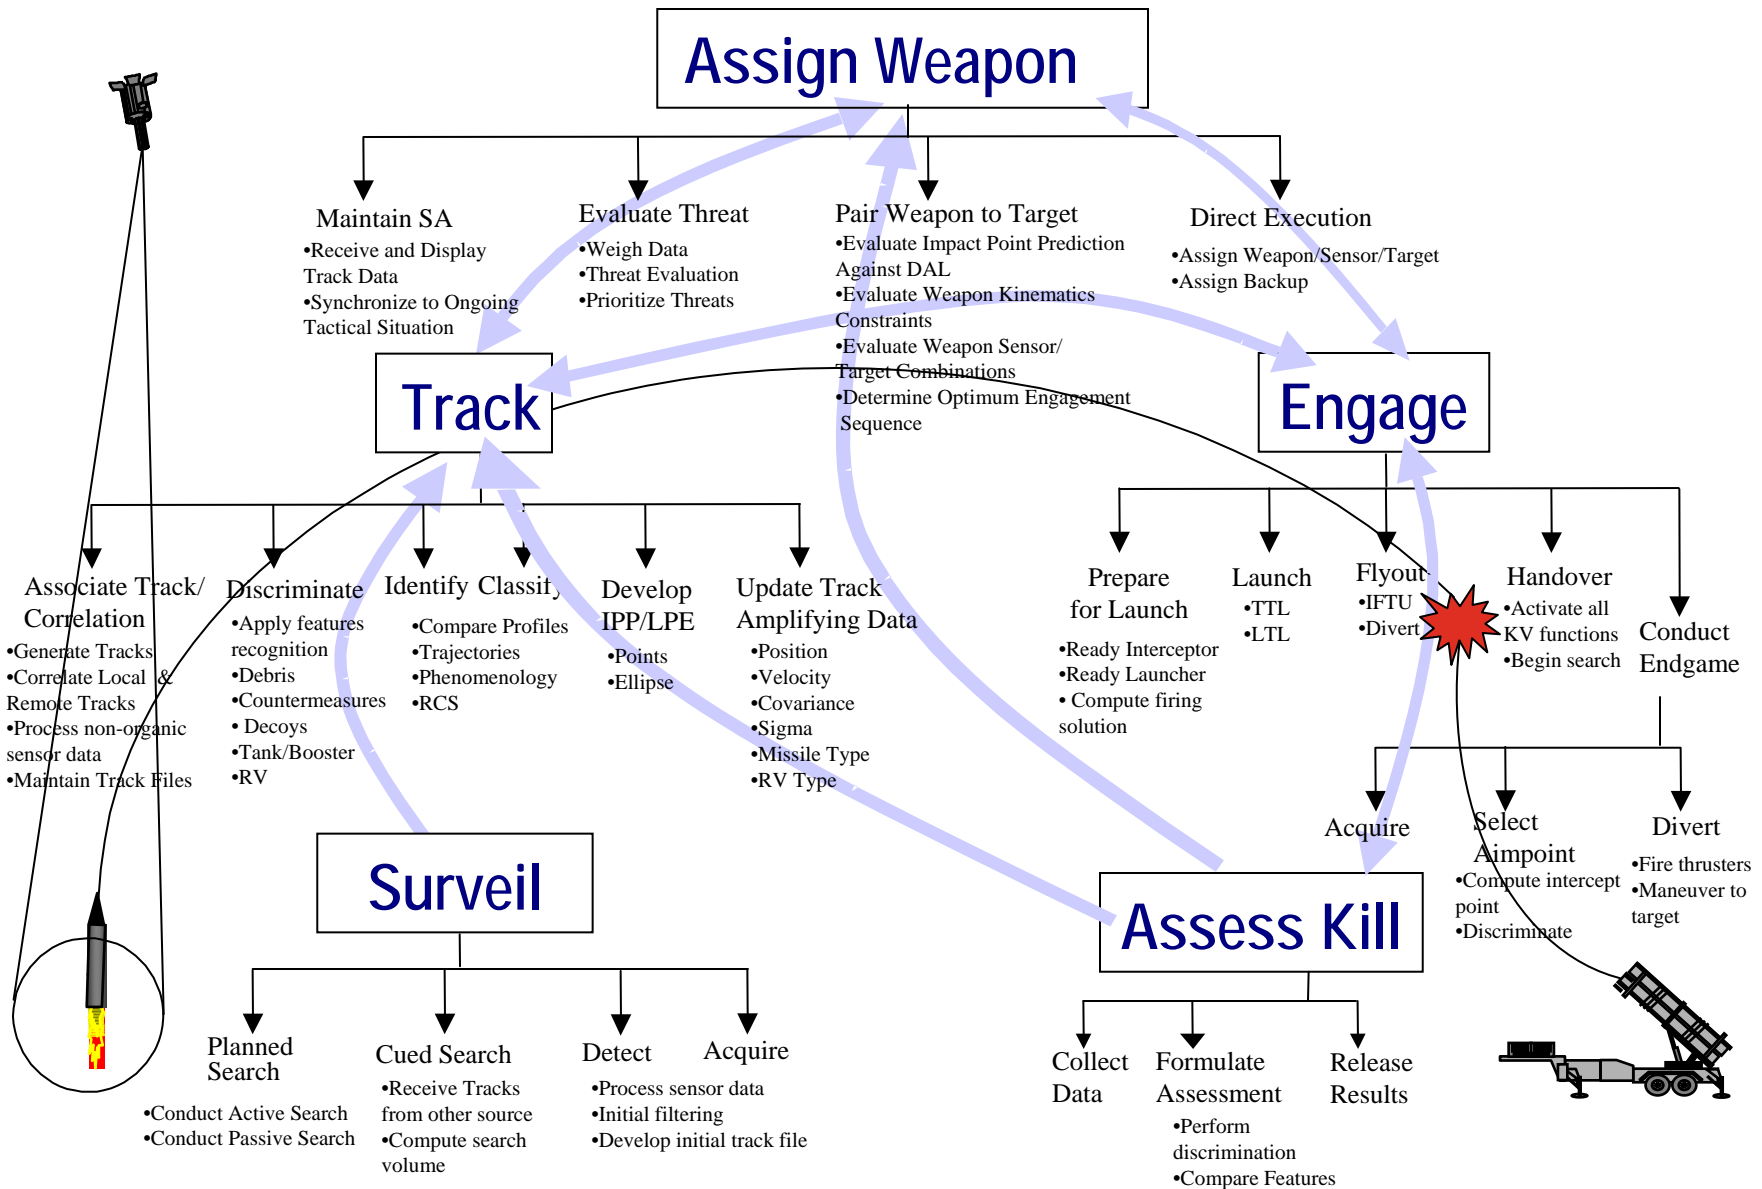 Assign Weapon
Maintain SA
•Receive and Display
Track Data
•Synchronize to Ongoing
Tactical Situation
Evaluate Threat
•Weigh Data
•Threat Evaluation
•Prioritize Threats
Pair Weapon to Target
•Evaluate Impact Point Prediction
Against DAL
•Evaluate Weapon Kinematics
Constraints
•Evaluate Weapon Sensor/
Target Combinations
•Determine Optimum Engagement
Sequence
Direct Execution
•Assign Weapon/Sensor/Target
•Assign Backup
Track
Associate Track/
Correlation
•Generate Tracks
•Correlate Local &
Remote Tracks
•Process non-organic
sensor data
•Maintain Track Files
Discriminate
•Apply features
recognition
•Debris
•Countermeasures
• Decoys
•Tank/Booster
•RV
Identify Classify
•Compare Profiles
•Trajectories
•Phenomenology
•RCS
Develop
IPP/LPE
•Points
•Ellipse
Update Track
Amplifying Data
•Position
•Velocity
•Covariance
•Sigma
•Missile Type
•RV Type
Engage
Prepare
for Launch
•Ready Interceptor
•Ready Launcher
• Compute firing
solution
Launch
•TTL
•LTL
Flyout
•IFTU
•Divert
Handover
•Activate all
KV functions
•Begin search
Conduct
Endgame
Acquire
Select
Aimpoint
•Compute intercept
point
•Discriminate
Divert
•Fire thrusters
•Maneuver to
target
Surveil
Planned
Search
•Conduct Active Search
•Conduct Passive Search
Cued Search
•Receive Tracks
from other source
•Compute search
volume
Detect
•Process sensor data
•Initial filtering
•Develop initial track file
Acquire
Assess Kill
Collect
Data
Formulate
Assessment
•Perform
discrimination
•Compare Features
Release
Results